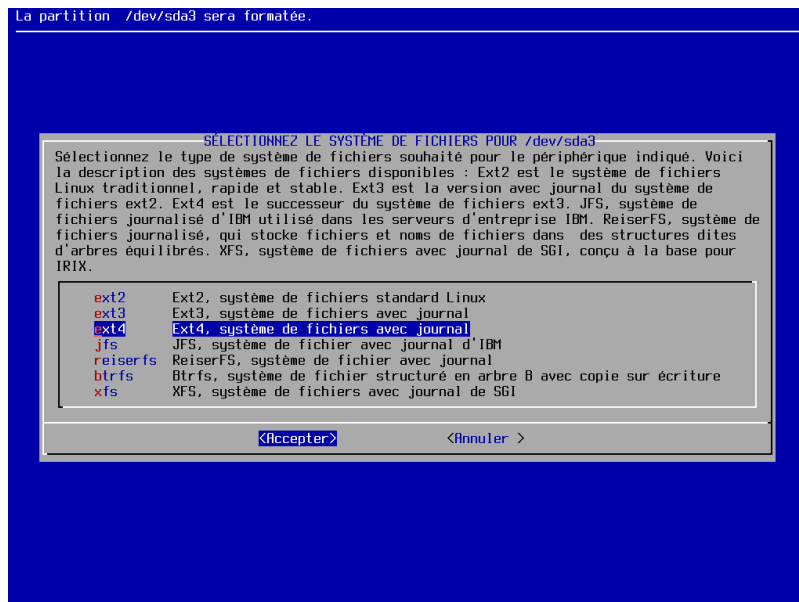 La partition  /dev/sda3 sera formatée.
SÉLECTIONNEZ LE SYSTÈME DE FICHIERS POUR /dev/sda3
Sélectionnez le type de système de fichiers souhaité pour le périphérique indiqué. Voici
la description des systèmes de fichiers disponibles : Ext2 est le système de fichiers
Linux traditionnel, rapide et stable. Ext3 est la version avec journal du système de
fichiers ext2. Ext4 est le successeur du système de fichiers ext3. JFS, système de
fichiers journalisé d'IBM utilisé dans les serveurs d'entreprise IBM. ReiserFS, système de
fichiers journalisé, qui stocke fichiers et noms de fichiers dans  des structures dites
d'arbres équilibrés. XFS, système de fichiers avec journal de SGI, conçu à la base pour
IRIX.
ext2 Ext2, système de fichiers standard Linux
ext3 Ext3, système de fichiers avec journal
ext4 Ext4, système de fichiers avec journal
jfs JFS, système de fichier avec journal d'IBM
reiserfs ReiserFS, système de fichier avec journal
btrfs Btrfs, système de fichier structuré en arbre B avec copie sur écriture
xfs XFS, système de fichiers avec journal de SGI
<Accepter> <Annuler >